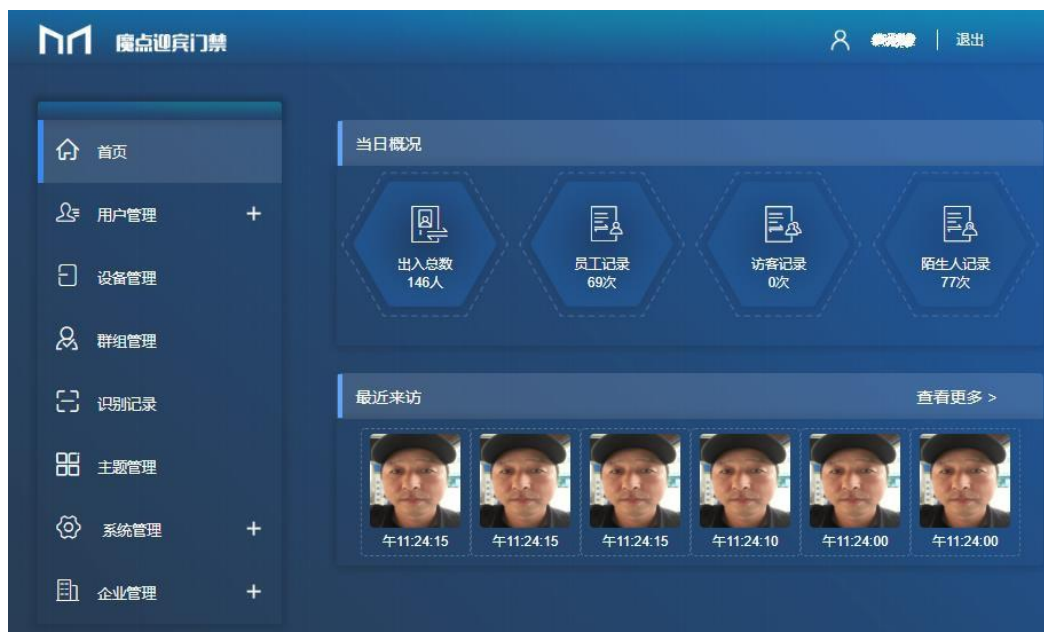 魔点迎宾门禁
退出
首页
用户管理 +
设备管理
群组管理
识别记录
主题管理
系统管理 +
企业管理 +
当日概况
出入总数
146人
员工记录
69次
访客记录
0次
陌生人记录
77次
最近来访
查看更多 >
午11:24:15
午11:24:15
午11:24:15
午11:24:10
午11:24:00
午11:24:00